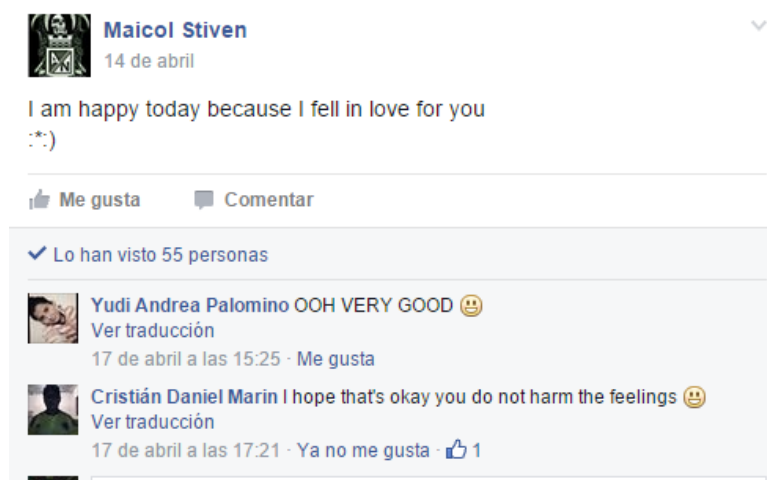 Maicol Stiven
14 de abril
I am happy today because I fell in love for you
:*:)
Me gusta Comentar
Lo han visto 55 personas
Yudi Andrea Palomino OOH VERY GOOD
Ver traducción
17 de abril a las 15:25 · Me gusta
Cristián Daniel Marin I hope that's okay you do not harm the feelings
Ver traducción
17 de abril a las 17:21 · Ya no me gusta · 1